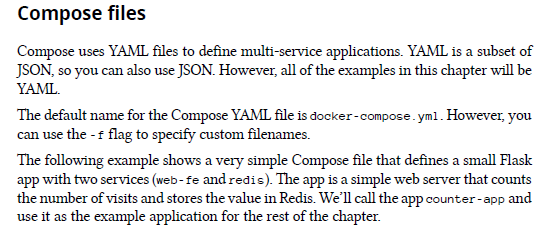 Compose files
Compose uses YAML files to define multi-service applications. YAML is a subset of
JSON, so you can also use JSON. However, all of the examples in this chapter will be
YAML.
The default name for the Compose YAML file is docker-compose.yml. However, you
can use the -f flag to specify custom filenames.
The following example shows a very simple Compose file that defines a small Flask
app with two services (web-fe and redis). The app is a simple web server that counts
the number of visits and stores the value in Redis. We’ll call the app counter-app and
use it as the example application for the rest of the chapter.